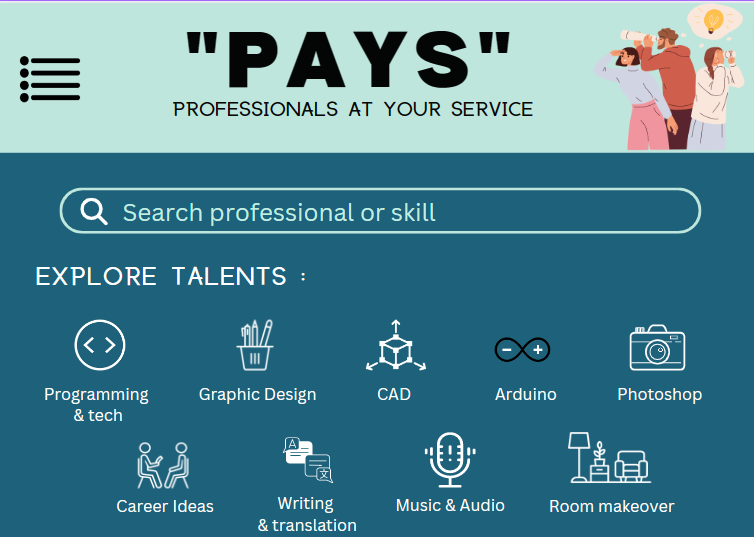 "PAYS"
PROFESSIONALS AT YOUR SERVICE
Search professional or skill
EXPLORE TALENTS :
Programming
& tech
Graphic Design
CAD
Arduino
Photoshop
Career Ideas
A
文
Writing
& translation
Music & Audio
Room makeover